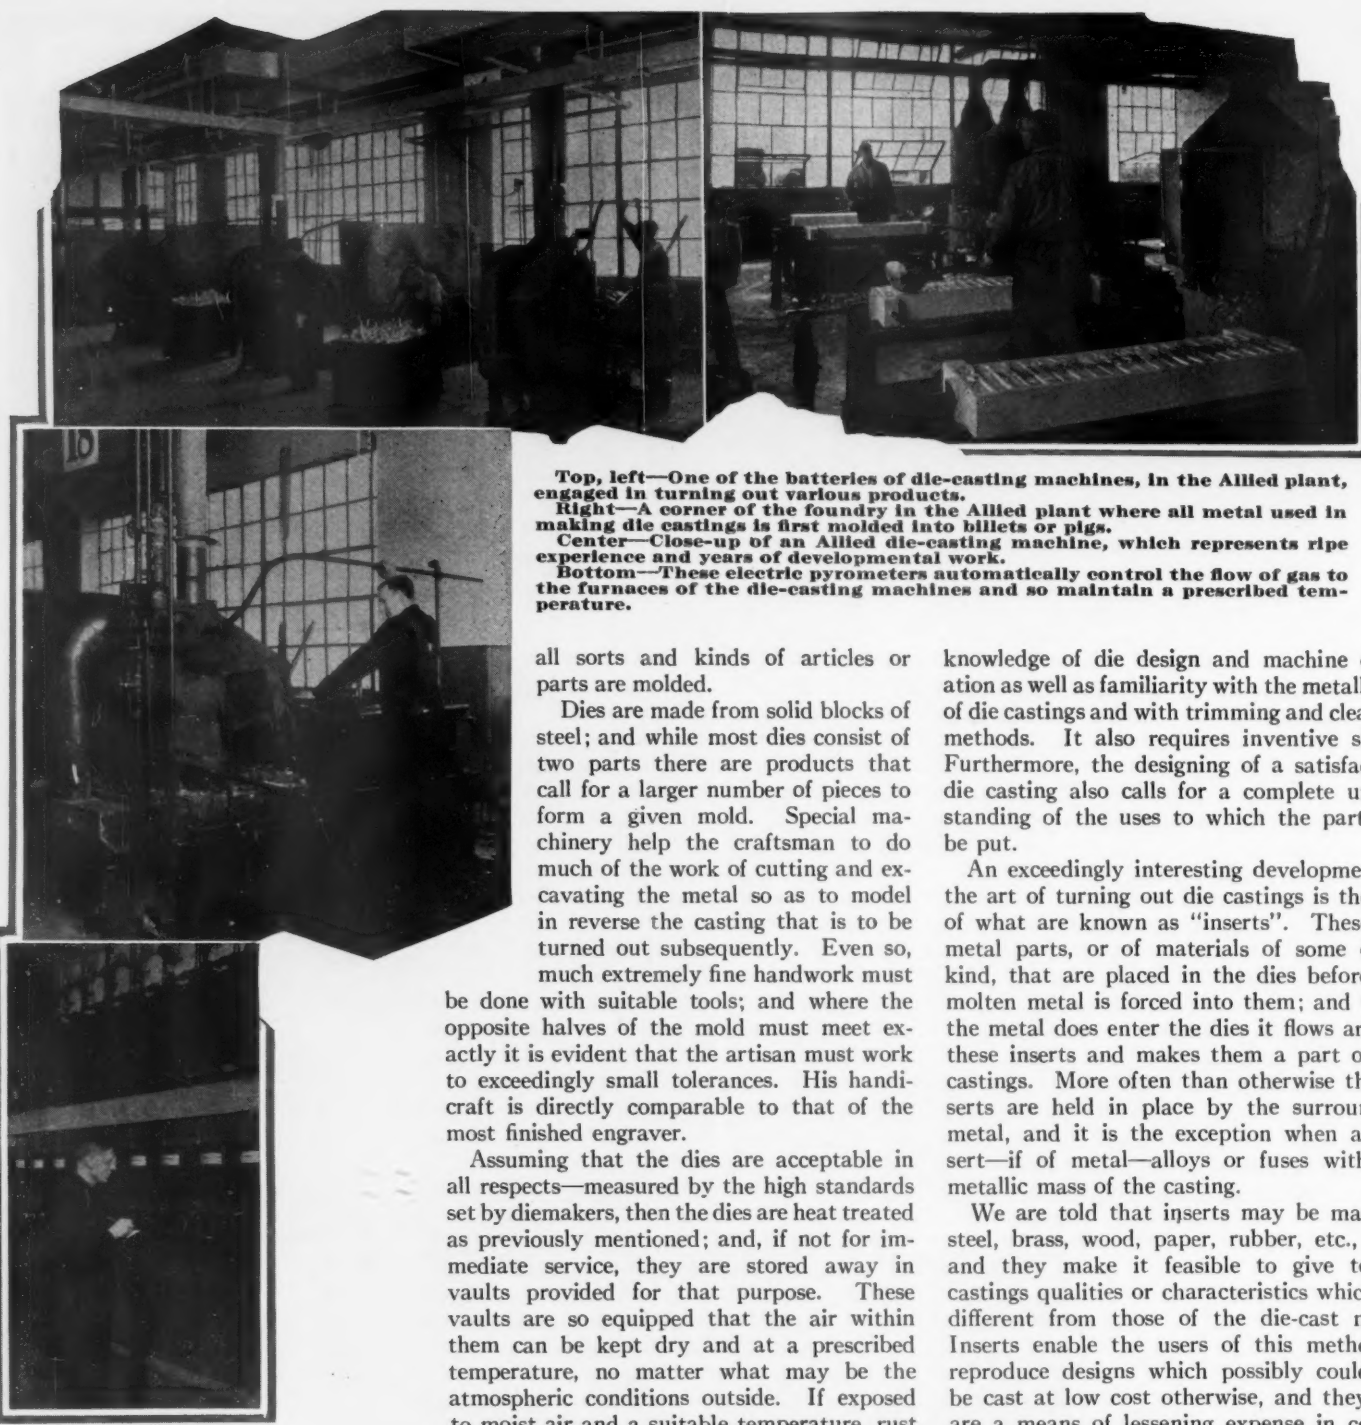 16
Top, left—One of the batteries of die-casting machines, in the Allied plant,
engaged in turning out various products.
Right—A corner of the foundry in the Allied plant where all metal used in
making die castings is first molded into billets or pigs.
Center—Close-up of an Allied die-casting machine, which represents ripe
experience and years of developmental work.
Bottom—These electric pyrometers automatically control the flow of gas to
the furnaces of the die-casting machines and so maintain a prescribed tem-
perature.
all sorts and kinds of articles or
parts are molded.
Dies are made from solid blocks of
steel; and while most dies consist of
two parts there are products that
call for a larger number of pieces to
form a given mold. Special ma-
chinery help the craftsman to do
much of the work of cutting and ex-
cavating the metal so as to model
in reverse the casting that is to be
turned out subsequently. Even so,
much extremely fine handwork must
be done with suitable tools; and where the
opposite halves of the mold must meet ex-
actly it is evident that the artisan must work
to exceedingly small tolerances. His handi-
craft is directly comparable to that of the
most finished engraver.
Assuming that the dies are acceptable in
all respects—measured by the high standards
set by diemakers, then the dies are heat treated
as previously mentioned; and, if not for im-
mediate service, they are stored away in
vaults provided for that purpose. These
vaults are so equipped that the air within
them can be kept dry and at a prescribed
temperature, no matter what may be the
atmospheric conditions outside. If exposed
to moist air and a suitable temperature, rust
knowledge of die design and machine
ation as well as familiarity with the metall
of die castings and with trimming and clea
methods. It also requires inventive s
Furthermore, the designing of a satisfa
die casting also calls for a complete u
standing of the uses to which the part
be put.
An exceedingly interesting developme
the art of turning out die castings is th
of what are known as "inserts". Thes
metal parts, or of materials of some
kind, that are placed in the dies befor
molten metal is forced into them; and
the metal does enter the dies it flows ar
these inserts and makes them a part o
castings. More often than otherwise th
serts are held in place by the surrou
metal, and it is the exception when a
sert—if of metal—alloys or fuses with
metallic mass of the casting.
We are told that inserts may be ma
steel, brass, wood, paper, rubber, etc.,
and they make it feasible to give t
castings qualities or characteristics whic
different from those of the die-cast
Inserts enable the users of this meth
reproduce designs which possibly coul
be cast at low cost otherwise, and they
are a means of lessening expense in